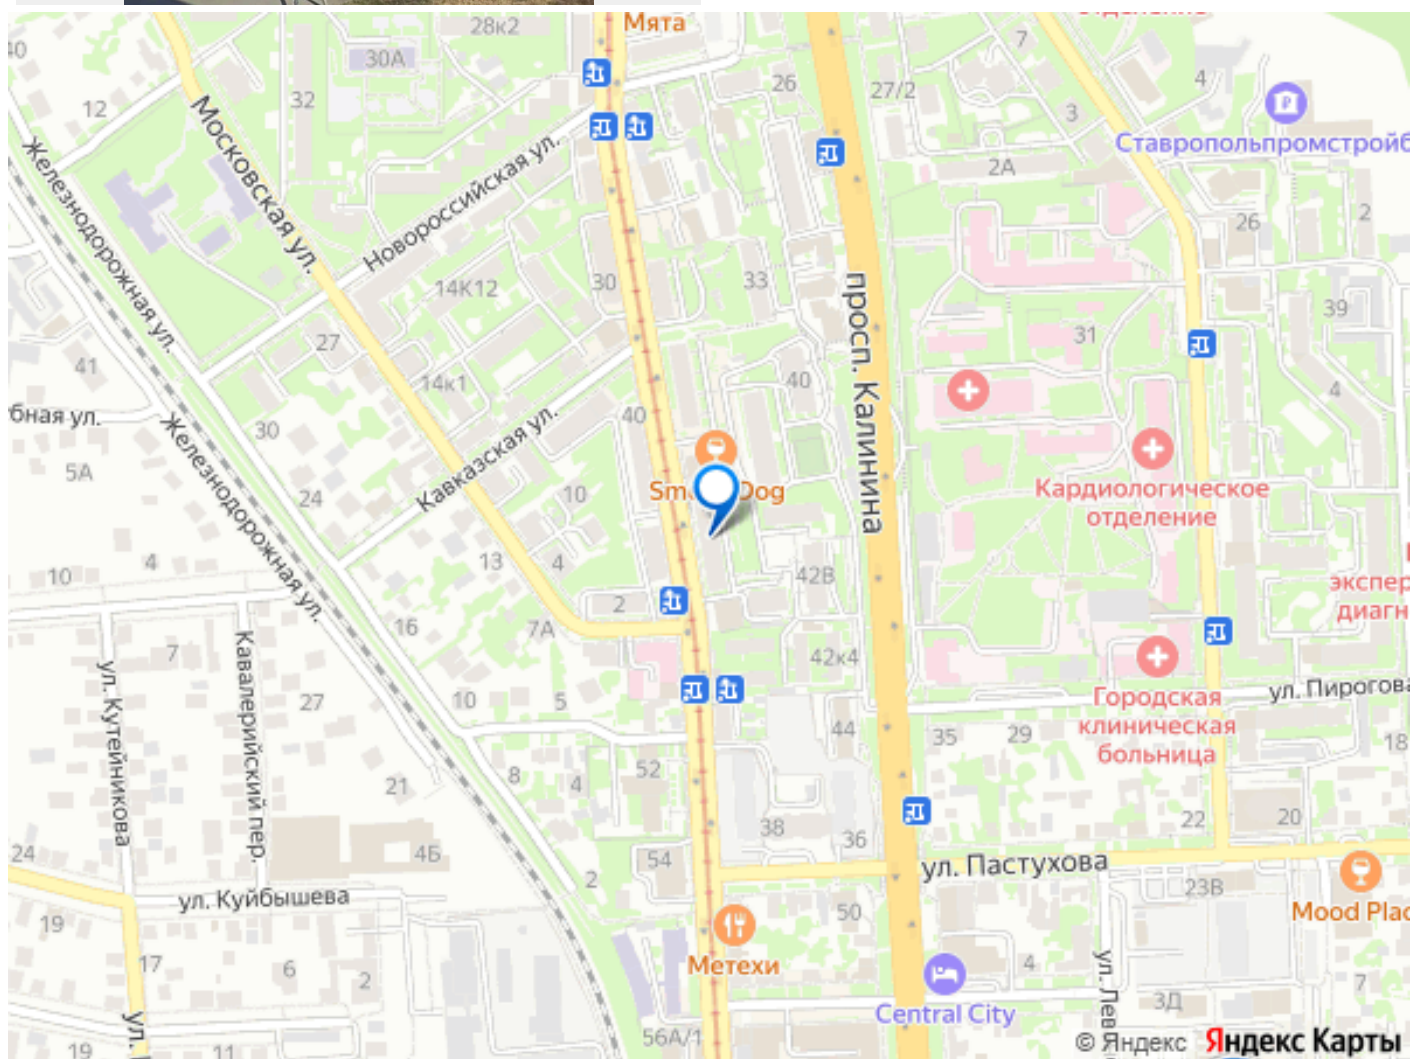 28к2
Мята
30А
40
32
12
26
27/2
7
4
3
Ставропольпромстройб
2А
Московская ул.
Железнодорожная ул.
Новороссийская ул.
26
2
14К12
30
33
просп. Калинина
31
39
27
41
14к1
40
40
4
бная ул.
30
5А
Кавказская ул.
24
10
Кардиологическое
отделение
Железнодорожная ул.
13
4
42В
10
4
экспер
диагн
2
16
7А
Кавалерийский пер.
ул. Кутейникова
7
42к4
27
10
5
Городская
клиническая
больница
ул. Пирогова
44
35
29
18
52
8
4
21
38
36
22
20
24
4Б
54
2
ул. Пастухова
23В
ул. Куйбышева
19
50
Mood Plac
Метехи
17
6
2
4
ул. Лев
7
Central City
3Д
56А/1
19
11
ул.
© Яндекс Яндекс Карты